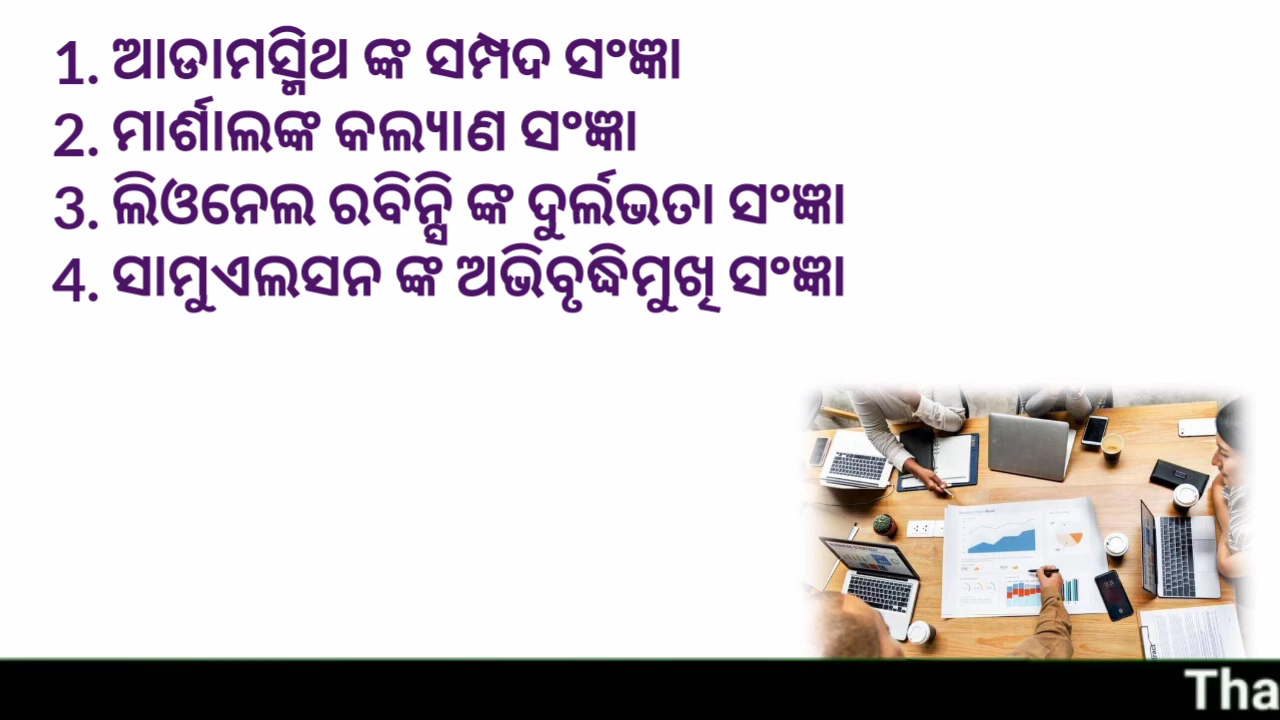 1. ଆଡାମସ୍ମିଥ ଙ୍କ ସମ୍ପଦ ସଂଜ୍ଞା
2. ମାର୍ଶାଲଙ୍କ କଲ୍ୟାଣ ସଂଜ୍ଞା
3. ଲିଓନେଲ ରବିନ୍ସି ଙ୍କ ଦୁର୍ଲଭତା ସଂଜ୍ଞା
4. ସାମୁଏଲସନ ଙ୍କ ଅଭିବୃଦ୍ଧିମୁଖି ସଂଜ୍ଞା
Tha